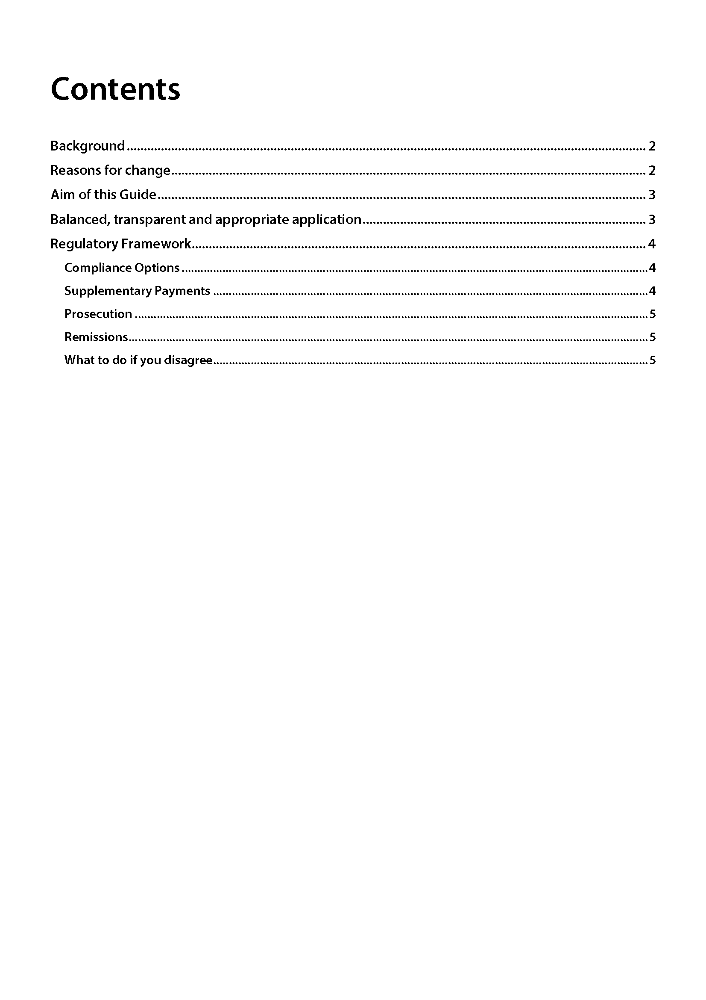 Contents
Background 2
Reasons for change 2
Aim of this Guide 3
Balanced, transparent and appropriate application 3
Regulatory Framework 4
Compliance Options 4
Supplementary Payments 4
Prosecution 5
Remissions 5
What to do if you disagree 5